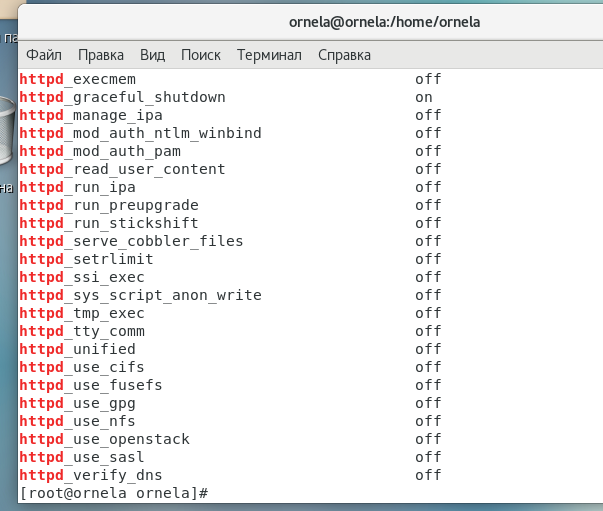 ornela@ornela:/home/ornela
па
Файл Правка Вид Поиск Терминал Справка
httpd_execmem off
httpd_graceful_shutdown on
httpd_manage_ipa off
httpd_mod_auth_ntlm_winbind off
httpd_mod_auth_pam off
httpd_read_user_content off
на
httpd_run_ipa off
httpd_run_preupgrade off
httpd_run_stickshift off
httpd_serve_cobbler_files off
httpd_setrlimit off
httpd_ssi_exec off
httpd_sys_script_anon_write off
httpd_tmp_exec off
httpd_tty_comm off
httpd_unified off
httpd_use_cifs off
httpd_use_fusefs off
httpd_use_gpg off
httpd_use_nfs off
httpd_use_openstack off
httpd_use_sasl off
httpd_verify_dns off
[root@ornela ornela]#